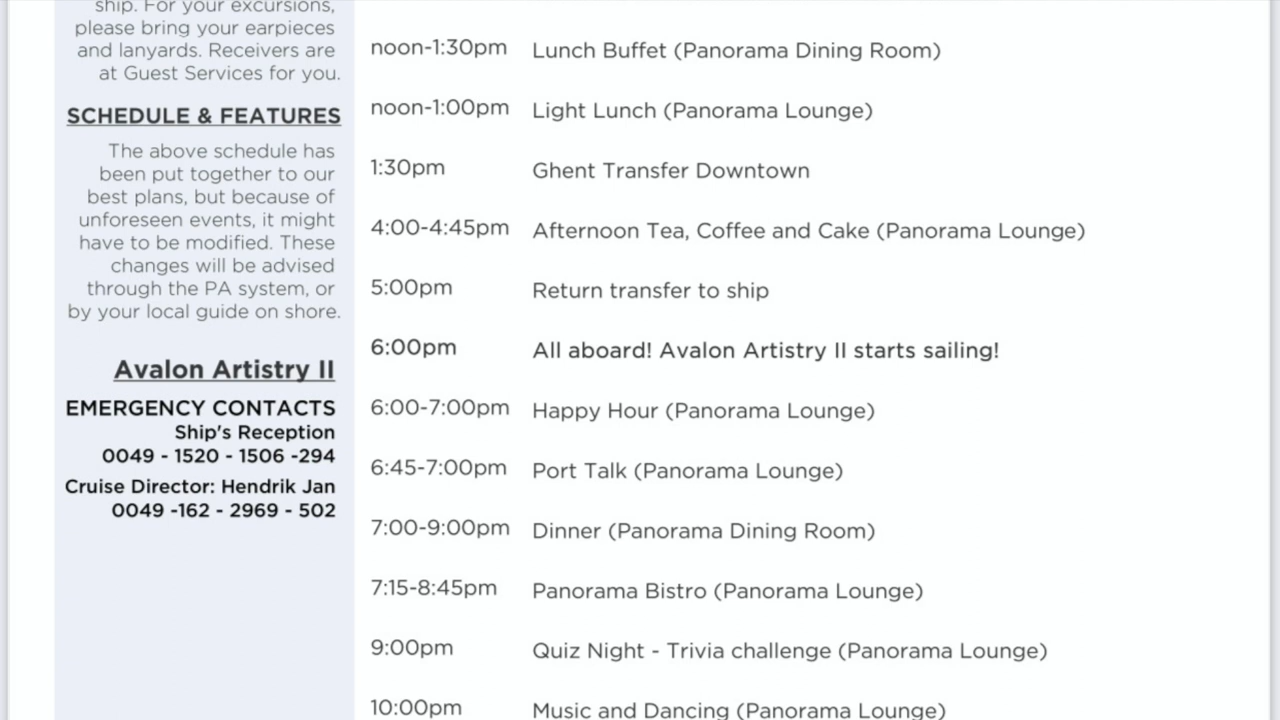 ship. For your excursions,
please bring your earpieces
and lanyards. Receivers are
at Guest Services for you.
SCHEDULE & FEATURES
The above schedule has
been put together to our
best plans, but because of
unforeseen events, it might
have to be modified. These
changes will be advised
through the PA system, or
by your local guide on shore.
Avalon Artistry II
EMERGENCY CONTACTS
Ship's Reception
0049 - 1520 - 1506 -294
Cruise Director: Hendrik Jan
0049 -162 - 2969 - 502
noon-1:30pm Lunch Buffet (Panorama Dining Room)
noon-1:00pm Light Lunch (Panorama Lounge)
1:30pm Ghent Transfer Downtown
4:00-4:45pm Afternoon Tea, Coffee and Cake (Panorama Lounge)
5:00pm Return transfer to ship
6:00pm All aboard! Avalon Artistry II starts sailing!
6:00-7:00pm Happy Hour (Panorama Lounge)
6:45-7:00pm Port Talk (Panorama Lounge)
7:00-9:00pm Dinner (Panorama Dining Room)
7:15-8:45pm Panorama Bistro (Panorama Lounge)
9:00pm Quiz Night - Trivia challenge (Panorama Lounge)
10:00pm Music and Dancing (Panorama Lounge)